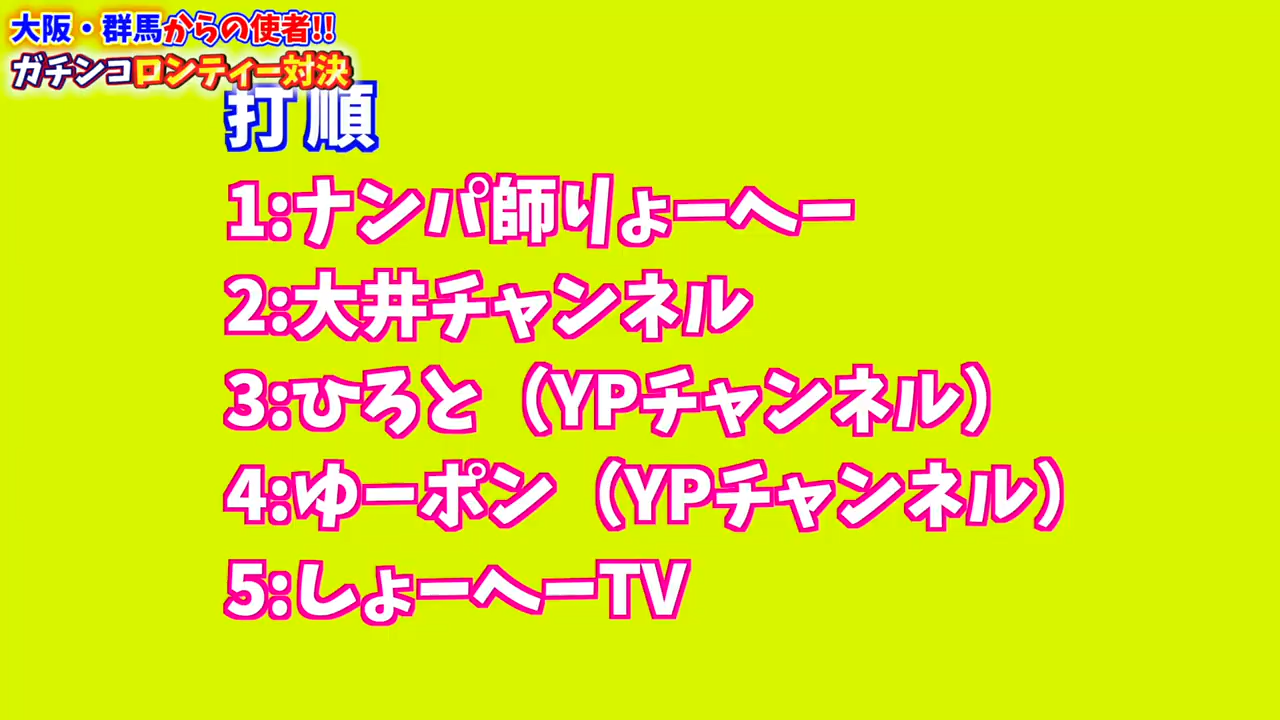 大阪・群馬からの使者!!
ガチンコロンティー対決
打順
1:ナンパ師りょーへー
2:大井チャンネル
3:ひろと（YPチャンネル）
4:ゆーポン（YPチャンネル）
5:しょーへーTV